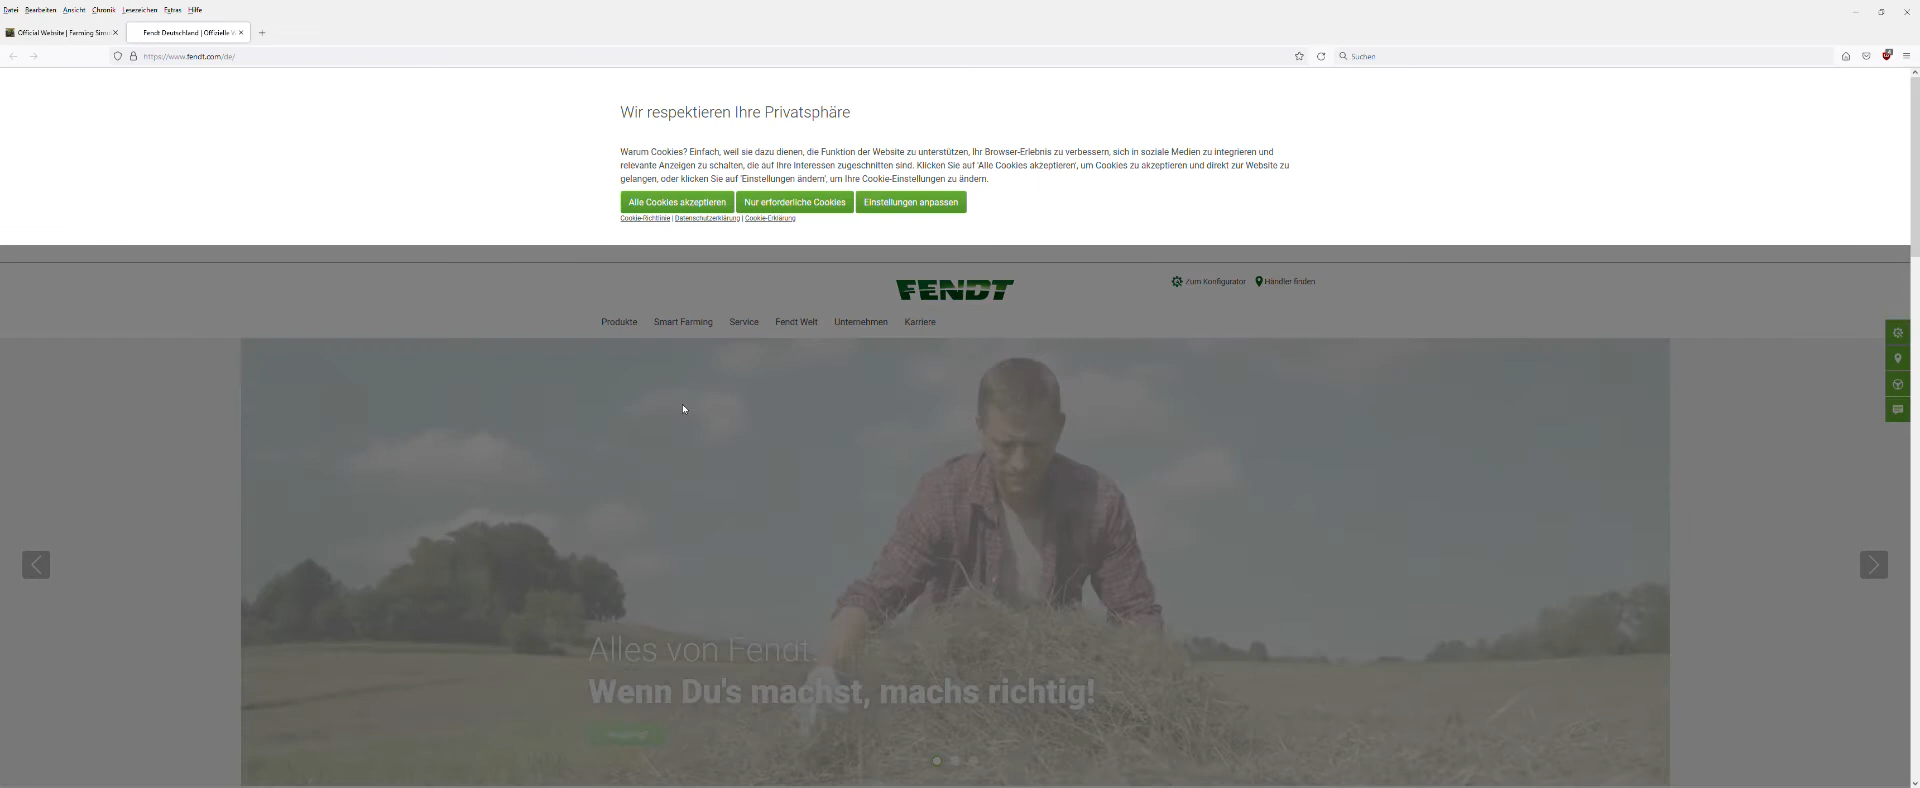 Datei Bearbeiten Ansicht Chronik Lesezeichen Extras Hilfe
Official Website | Farming Simu
Fendt Deutschland | Offizielle W
https://www.fendt.com/de/
Suchen
Wir respektieren Ihre Privatsphäre
Warum Cookies? Einfach, weil sie dazu dienen, die Funktion der Website zu unterstützen, Ihr Browser-Erlebnis zu verbessern, sich in soziale Medien zu integrieren und
relevante Anzeigen zu schalten, die auf Ihre Interessen zugeschnitten sind. Klicken Sie auf 'Alle Cookies akzeptieren', um Cookies zu akzeptieren und direkt zur Website zu
gelangen, oder klicken Sie auf 'Einstellungen ändern', um Ihre Cookie-Einstellungen zu ändern.
Alle Cookies akzeptieren Nur erforderliche Cookies Einstellungen anpassen
Cookie-Richtlinie | Datenschutzerklärung | Cookie-Erklärung
FENDT
Zum Konfigurator Händler finden
Produkte Smart Farming Service Fendt Welt Unternehmen Karriere
Alles von Fendt.
Wenn Du's machst, machs richtig!